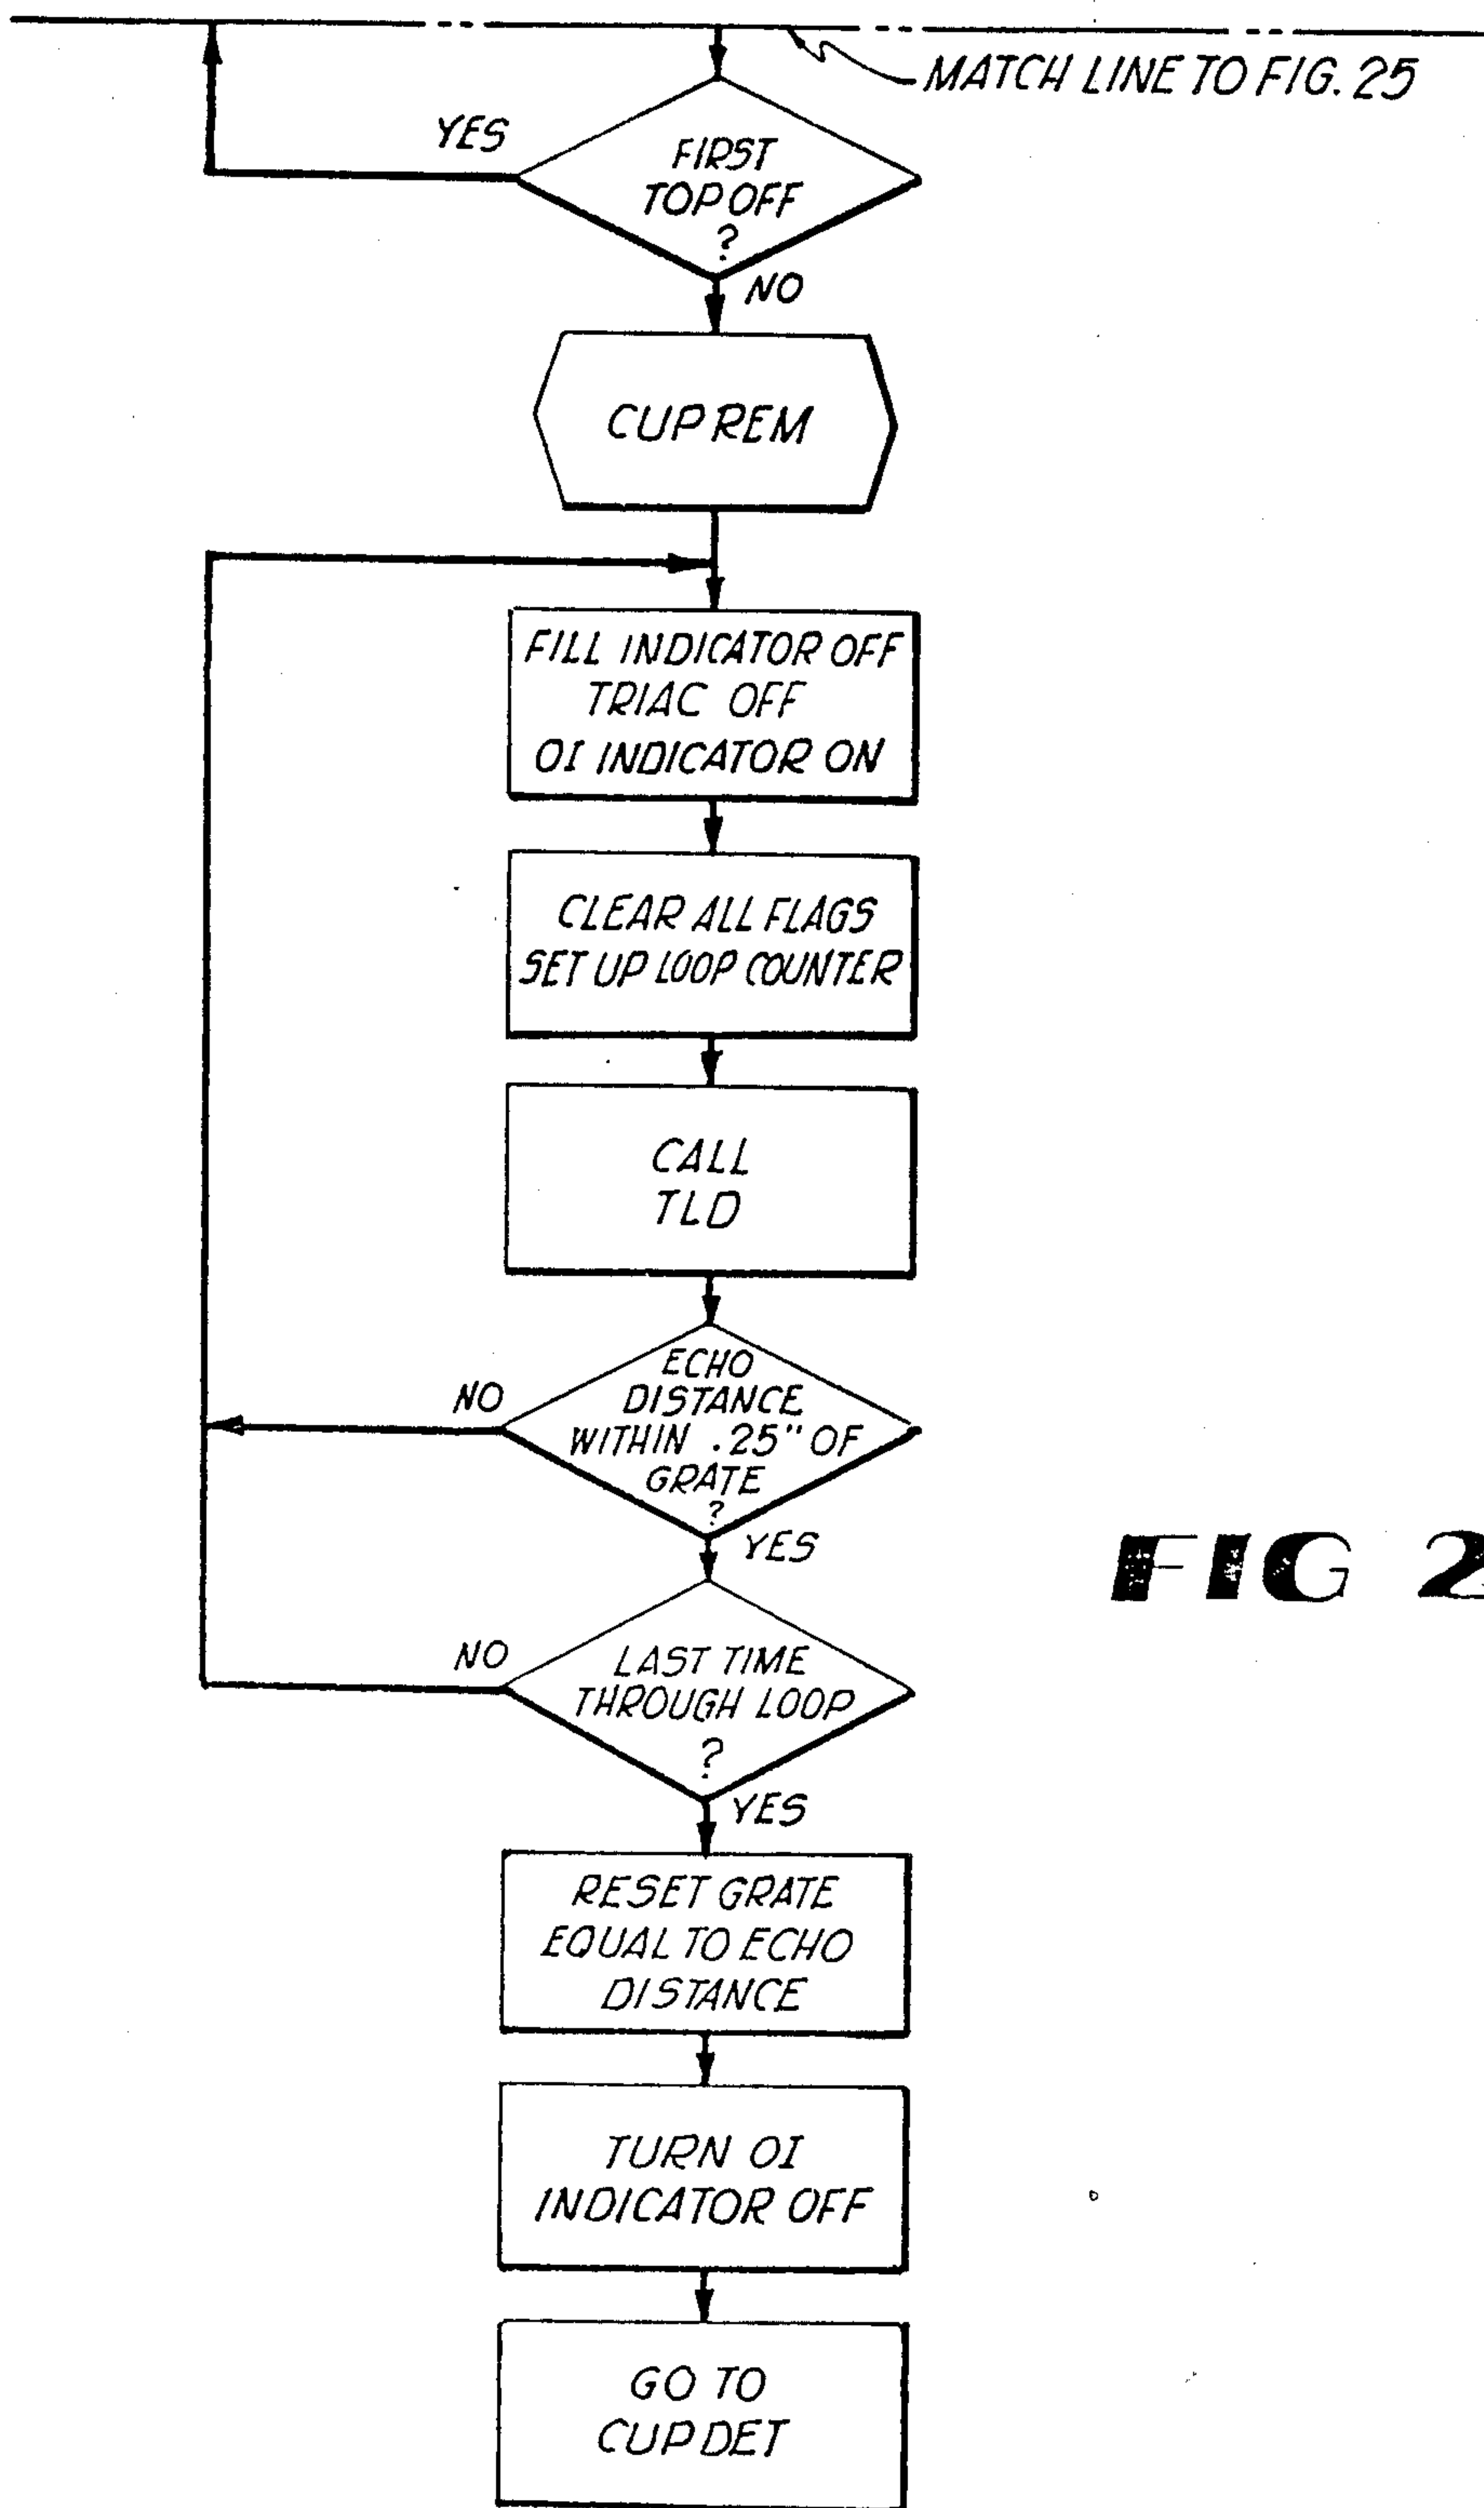 MATCH LINE TO FIG. 25
YES
FIRST
TOP OFF
?
NO
CUP REM
FILL INDICATOR OFF
TRIAC OFF
OI INDICATOR ON
CLEAR ALL FLAGS
SET UP LOOP COUNTER
CALL
TLD
ECHO
DISTANCE
WITHIN .25" OF
GRATE
?
NO
YES
FIG 2
LAST TIME
THROUGH LOOP
?
NO
YES
RESET GRATE
EQUAL TO ECHO
DISTANCE
TURN OI
INDICATOR OFF
GO TO
CUP DET